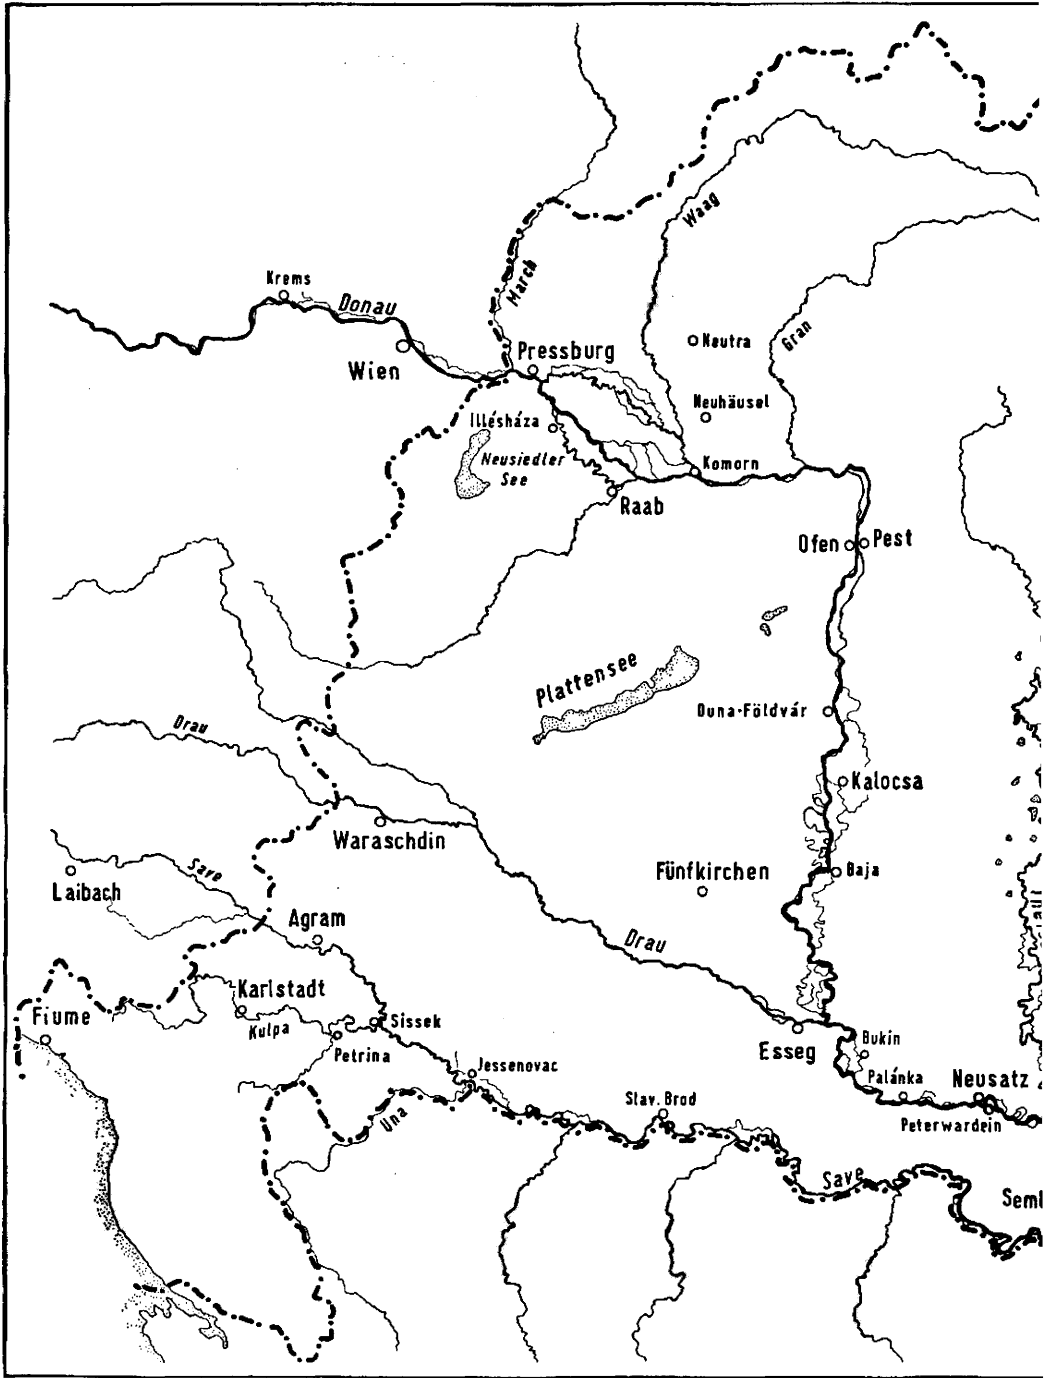 Waag
March
Krems
Donau
Gran
Neutra
Pressburg
Wien
Neuhäusel
Illésháza
Neusiedler
See
Komorn
Raab
Ofen
Pest
Plattensee
Duna-Földvár
Drau
Kalocsa
Waraschdin
Save
Fünfkirchen
Baja
Laibach
Agram
Drau
Karlstadt
Fiume
Sissek
Kulpa
Petrina
Esseg
Bukin
Jessenovac
Palánka
Neusatz
Una
Slav. Brod
Peterwardein
Save
Seml